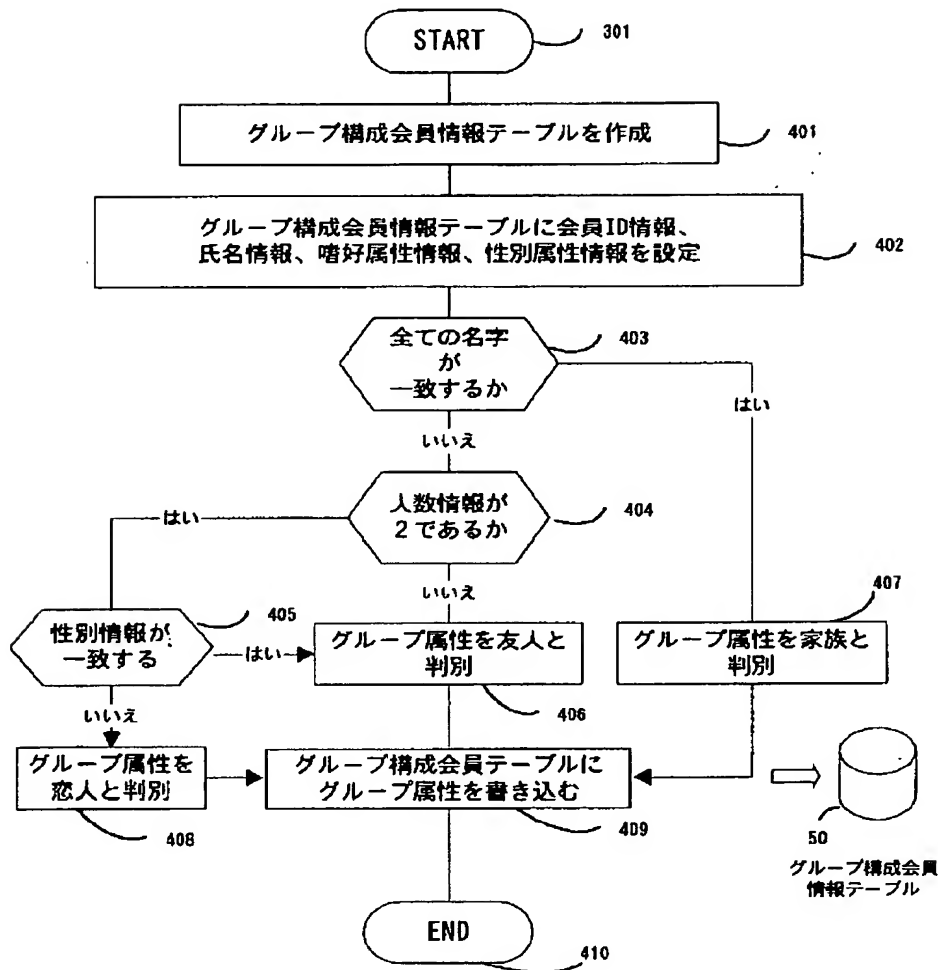 START
301
グループ構成会員情報テーブルを作成
401
グループ構成会員情報テーブルに会員ID情報、
氏名情報、嗜好属性情報、性別属性情報を設定
402
全ての名字
が
一致するか
403
はい
いいえ
人数情報が
2であるか
404
はい
いいえ
性別情報が
一致する
405
はい
いいえ
グループ属性を友人と
判別
406
グループ属性を家族と
判別
407
グループ属性を
恋人と判別
408
グループ構成会員テーブルに
グループ属性を書き込む
409
50
グループ構成会員
情報テーブル
END
410